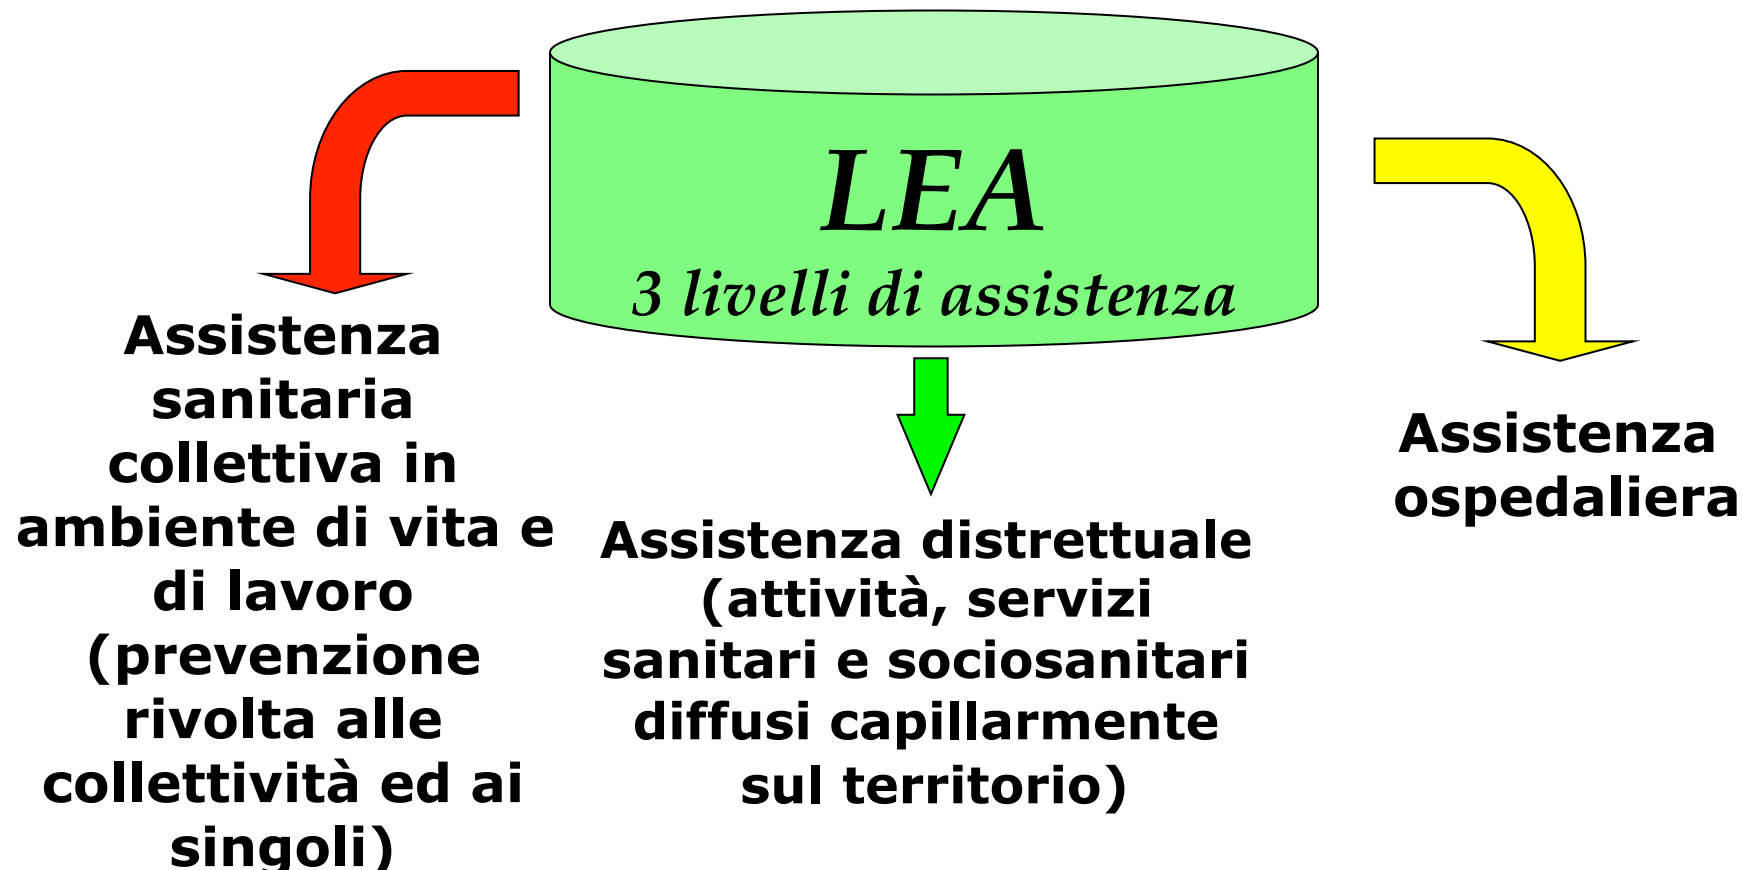 LEA
3 livelli di assistenza
Assistenza
sanitaria
collettiva in
ambiente di vita e
di lavoro
(prevenzione
rivolta alle
collettività ed ai
singoli)
Assistenza distrettuale
(attività, servizi
sanitari e sociosanitari
diffusi capillarmente
sul territorio)
Assistenza
ospedaliera